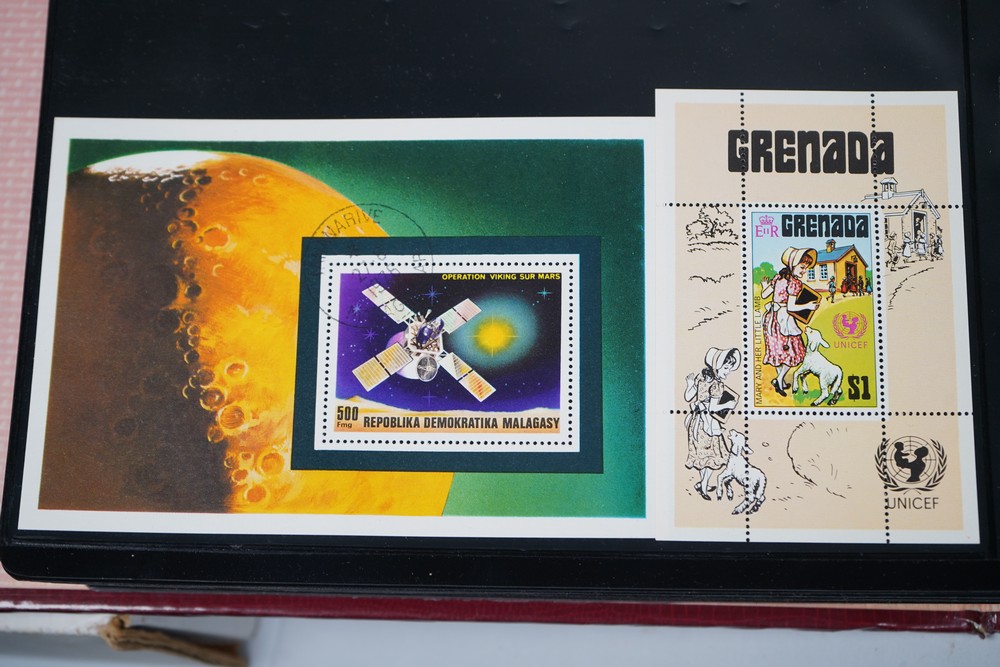 OPERATION VIKING SUR MARS
500
Fmg
REPOBLIKA DEMOKRATIKA MALAGASY
GRENADA
EIIR
GRENADA
MARY AND HER LITTLE LAMB
UNICEF
$1
UNICEF